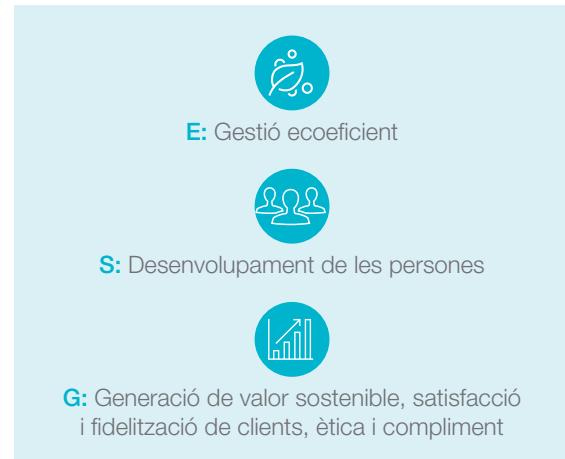 E: Gestió ecoeficient
S: Desenvolupament de les persones
G: Generació de valor sostenible, satisfacció
i fidelització de clients, ètica i compliment